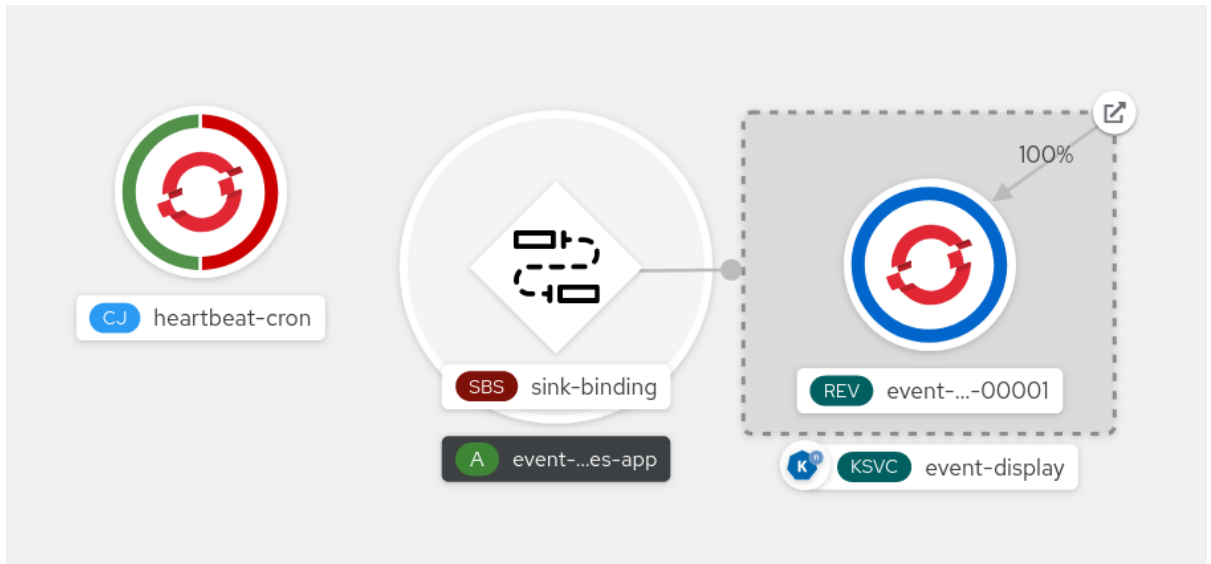 100%
CJ heartbeat-cron
SBS sink-binding
REV event-...-00001
A event-...es-app
K n KSVC event-display